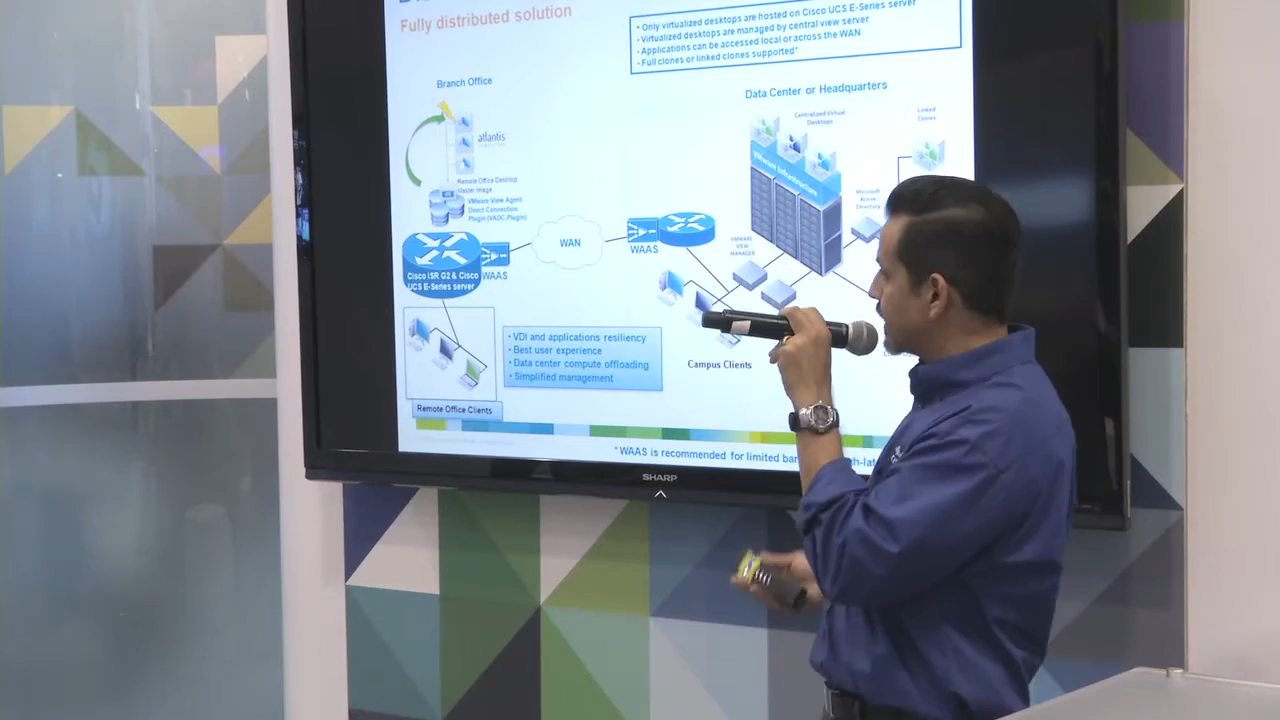 Fully distributed solution
• Only virtualized desktops are hosted on Cisco UCS E-Series server
• Virtualized desktops are managed by central view server
• Applications can be accessed local or across the WAN
• Full clones or linked clones supported*
Branch Office
Data Center or Headquarters
Centralized Virtual
Desktops
Linked
Clones
atlantis
VMware Infrastructure
Remote Office Desktop
Master Image
VMware View Agent
Direct Connection
Plugin (VADC Plugin)
Microsoft
Active
Directory
WAN
WAAS
WAAS
VMWARE
VIEW
MANAGER
Cisco ISR G2 & Cisco
UCS E-Series server
• VDI and applications resiliency
• Best user experience
• Data center compute offloading
• Simplified management
Campus Clients
Remote Office Clients
* WAAS is recommended for limited
SHARP